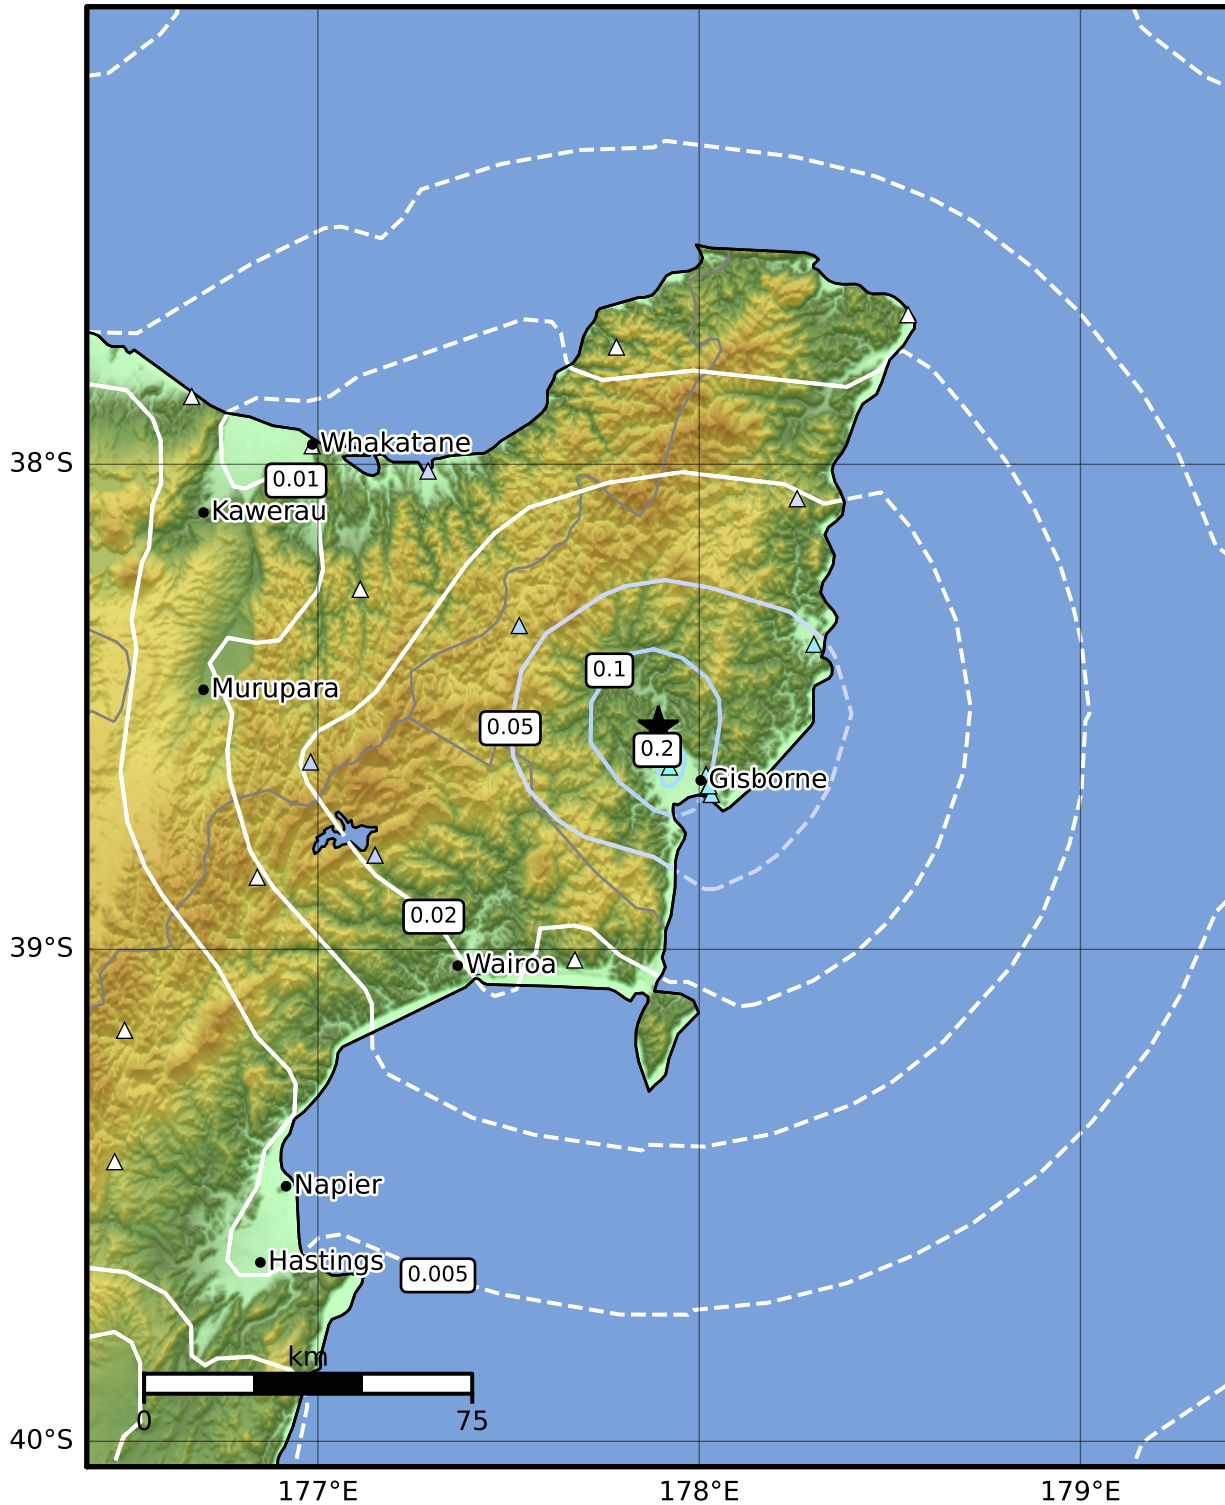 Whakatane
38°S
0.01
Kawerau
0.1
Murupara
0.05
0.2
Gisborne
0.02
39°S
Wairoa
Napier
Hastings
0.005
km
0
75
40°S
177°E
178°E
179°E